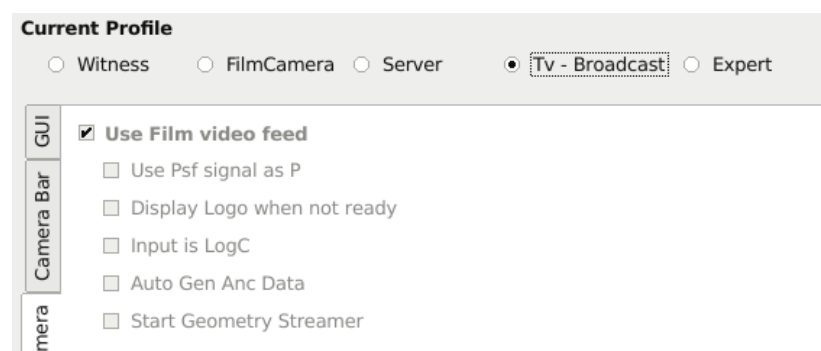 Current Profile
Witness FilmCamera Server Tv - Broadcast Expert
GUI
Use Film video feed
Use Psf signal as P
Camera Bar
Display Logo when not ready
Input is LogC
Auto Gen Anc Data
mera
Start Geometry Streamer